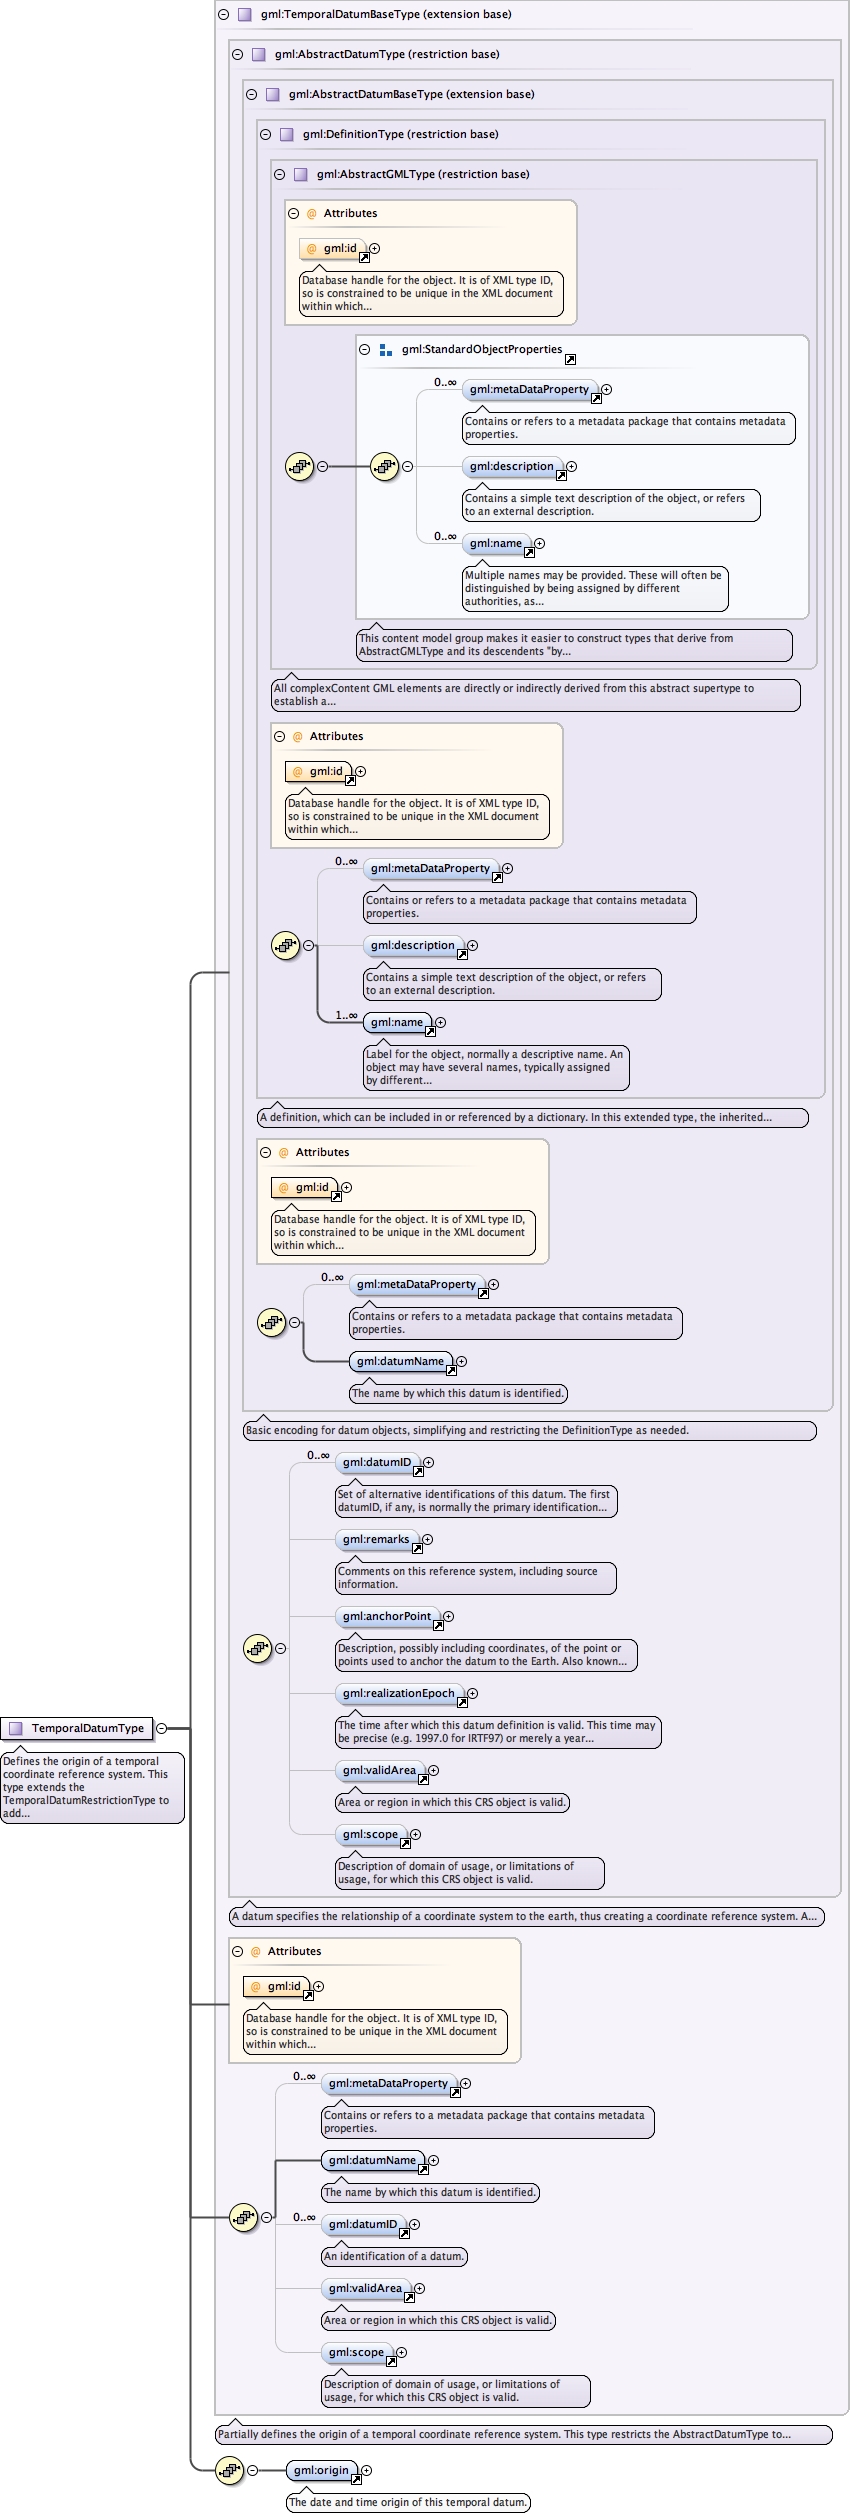 gml:TemporalDatumBaseType (extension base)
gml:AbstractDatumType (restriction base)
gml:AbstractDatumBaseType (extension base)
gml:DefinitionType (restriction base)
gml:AbstractGMLType (restriction base)
@ Attributes
@ gml:id
Database handle for the object. It is of XML type ID,
so is constrained to be unique in the XML document
within which...
gml:StandardObjectProperties
0..∞
gml:metaDataProperty
Contains or refers to a metadata package that contains metadata
properties.
gml:description
Contains a simple text description of the object, or refers
to an external description.
0..∞
gml:name
Multiple names may be provided. These will often be
distinguished by being assigned by different
authorities, as...
This content model group makes it easier to construct types that derive from
AbstractGMLType and its descendents "by...
All complexContent GML elements are directly or indirectly derived from this abstract supertype to
establish a...
@ Attributes
@ gml:id
Database handle for the object. It is of XML type ID,
so is constrained to be unique in the XML document
within which...
0..∞
gml:metaDataProperty
Contains or refers to a metadata package that contains metadata
properties.
gml:description
Contains a simple text description of the object, or refers
to an external description.
1..∞
gml:name
Label for the object, normally a descriptive name. An
object may have several names, typically assigned
by different...
A definition, which can be included in or referenced by a dictionary. In this extended type, the inherited...
@ Attributes
@ gml:id
Database handle for the object. It is of XML type ID,
so is constrained to be unique in the XML document
within which...
0..∞
gml:metaDataProperty
Contains or refers to a metadata package that contains metadata
properties.
gml:datumName
The name by which this datum is identified.
Basic encoding for datum objects, simplifying and restricting the DefinitionType as needed.
0..∞
gml:datumID
Set of alternative identifications of this datum. The first
datumID, if any, is normally the primary identification...
gml:remarks
Comments on this reference system, including source
information.
gml:anchorPoint
Description, possibly including coordinates, of the point or
points used to anchor the datum to the Earth. Also known...
gml:realizationEpoch
The time after which this datum definition is valid. This time may
be precise (e.g. 1997.0 for IRTF97) or merely a year...
gml:validArea
Area or region in which this CRS object is valid.
gml:scope
Description of domain of usage, or limitations of
usage, for which this CRS object is valid.
TemporalDatumType
Defines the origin of a temporal
coordinate reference system. This
type extends the
TemporalDatumRestrictionType to
add...
A datum specifies the relationship of a coordinate system to the earth, thus creating a coordinate reference system. A...
@ Attributes
@ gml:id
Database handle for the object. It is of XML type ID,
so is constrained to be unique in the XML document
within which...
0..∞
gml:metaDataProperty
Contains or refers to a metadata package that contains metadata
properties.
gml:datumName
The name by which this datum is identified.
0..∞
gml:datumID
An identification of a datum.
gml:validArea
Area or region in which this CRS object is valid.
gml:scope
Description of domain of usage, or limitations of
usage, for which this CRS object is valid.
Partially defines the origin of a temporal coordinate reference system. This type restricts the AbstractDatumType to...
gml:origin
The date and time origin of this temporal datum.